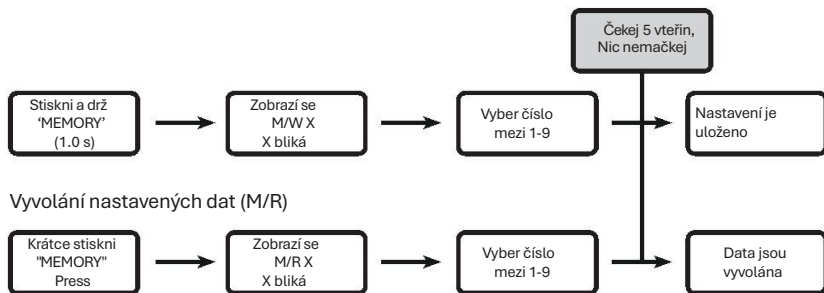 Čekej 5 vteřin,
Nic nemačkej
Stiskni a drž
‘MEMORY’
(1.0 s)
Zobrazí se
M/W X
X bliká
Vyber číslo
mezi 1-9
Nastavení je
uloženo
Vyvolání nastavených dat (M/R)
Krátce stiskni
"MEMORY"
Press
Zobrazí se
M/R X
X bliká
Vyber číslo
mezi 1-9
Data jsou
vyvolána